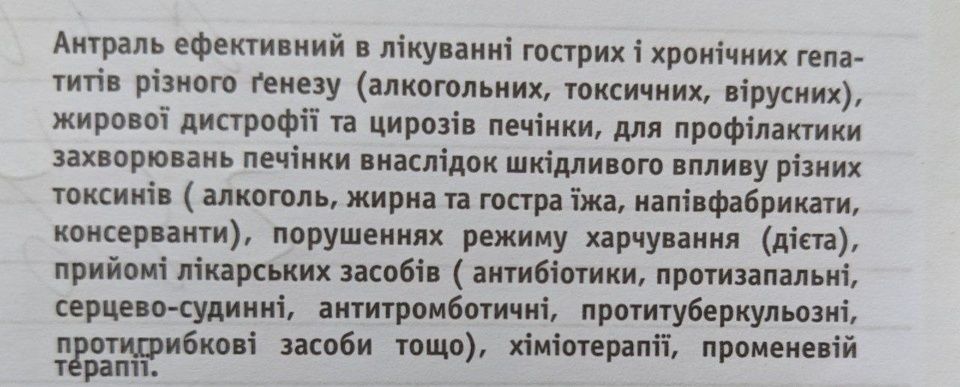 Антраль ефективний в лікуванні гострих і хронічних гепа-
титів різного ґенезу (алкогольних, токсичних, вірусних),
жирової дистрофії та цирозів печінки, для профілактики
захворювань печінки внаслідок шкідливого впливу різних
токсинів ( алкоголь, жирна та гостра їжа, напівфабрикати,
консерванти), порушеннях режиму харчування (дієта),
прийомі лікарських засобів ( антибіотики, протизапальні,
серцево-судинні, антитромботичні, протитуберкульозні,
протигрибкові засоби тощо), хіміотерапії, променевій
терапії.